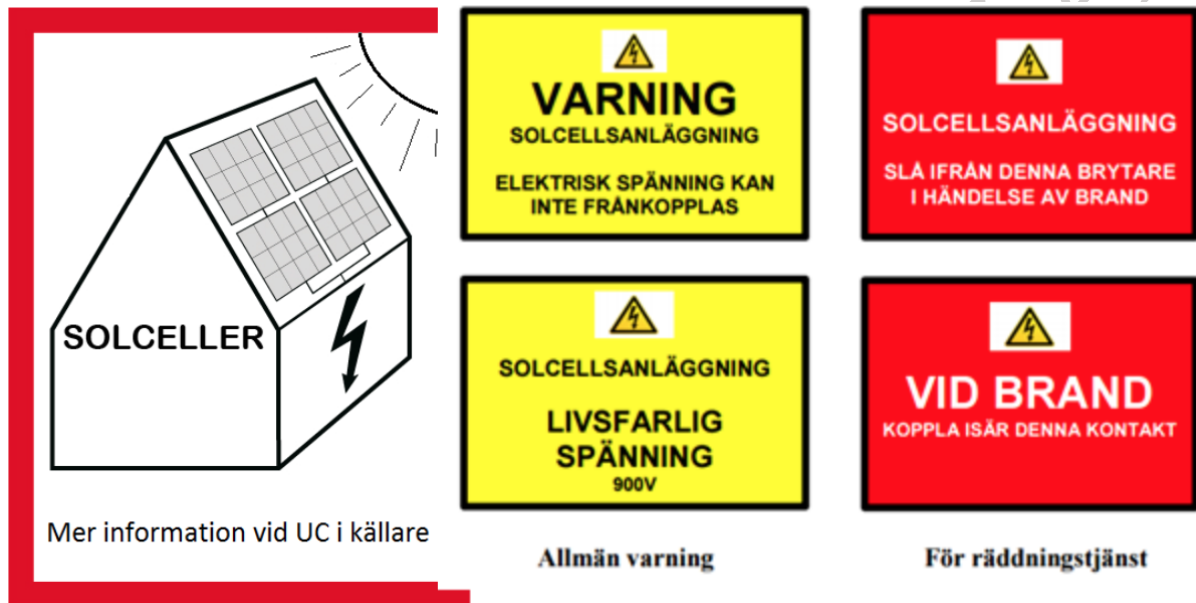 SOLCELLER
Mer information vid UC i källare
VARNING
SOLCELLSANLÄGGNING
ELEKTRISK SPÄNNING KAN
INTE FRÅNKOPPLAS
SOLCELLSANLÄGGNING
LIVSFARLIG
SPÄNNING
900V
Allmän varning
SOLCELLSANLÄGGNING
SLÅ IFRÅN DENNA BRYTARE
I HÄNDELSE AV BRAND
VID BRAND
KOPPLA ISÄR DENNA KONTAKT
För räddningstjänst